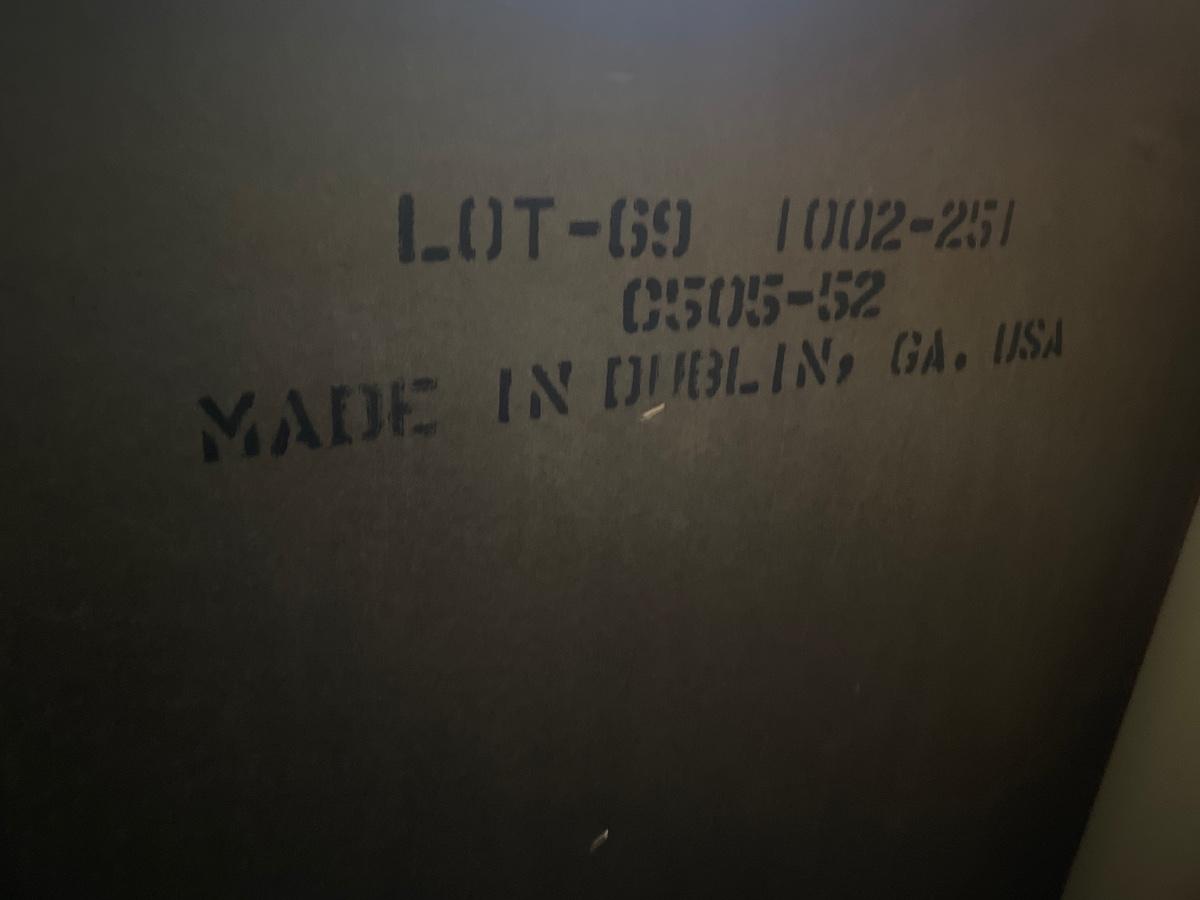 LOT-69 1002-251
C505-52
MADE IN DUBLIN, GA. USA